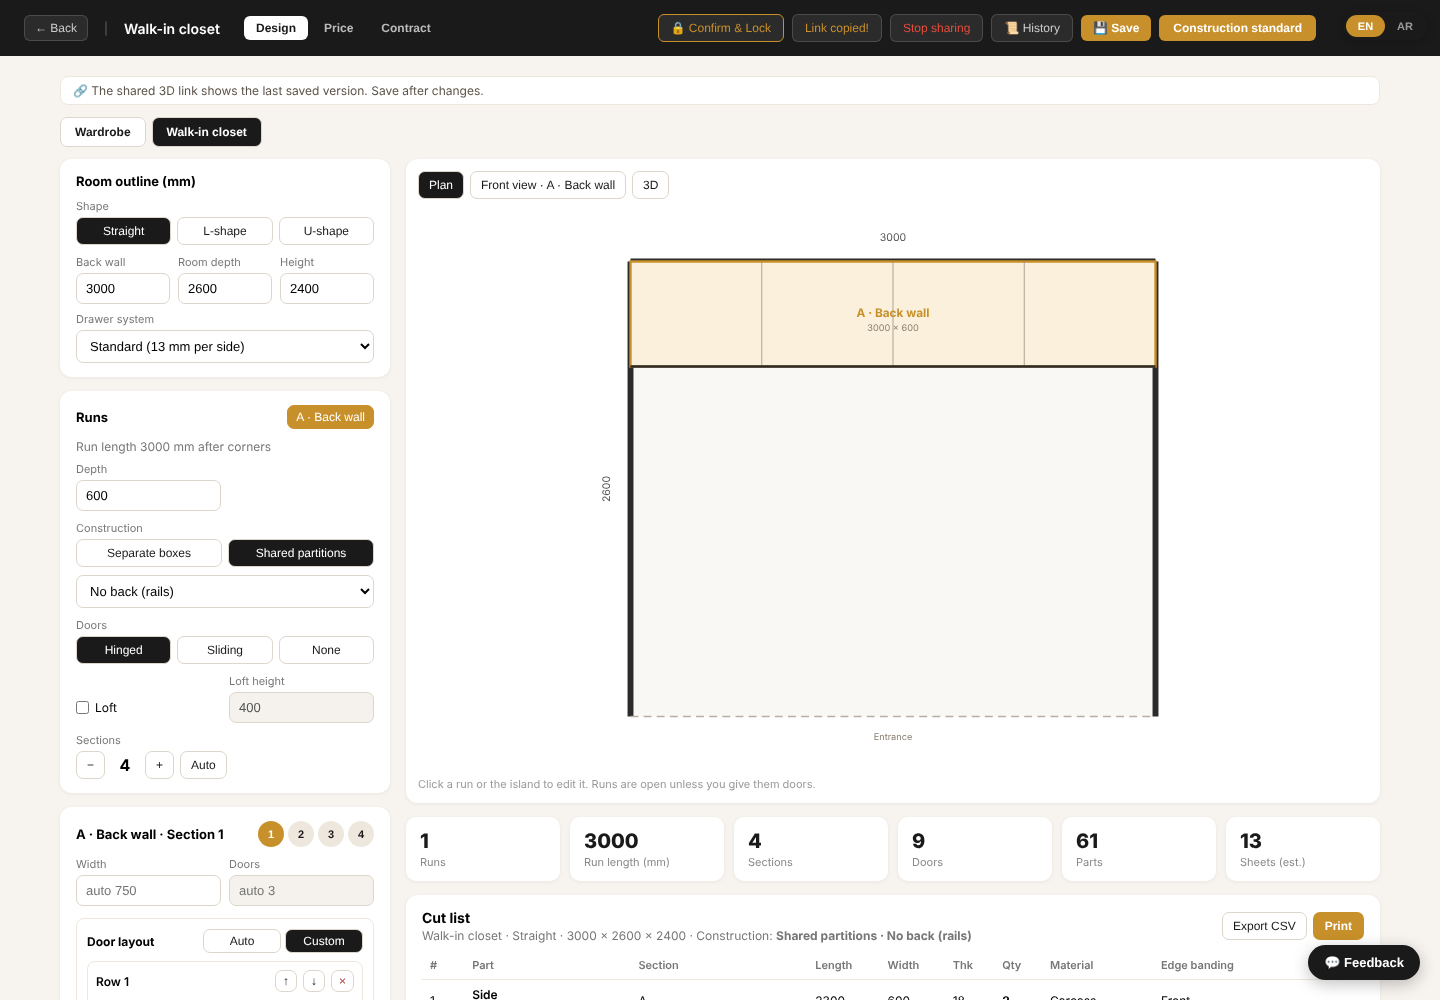 ← Back
Walk-in closet
Design
Price
Contract
🔒 Confirm & Lock
Link copied!
Stop sharing
📜 History
💾 Save
Construction standard
EN
AR
🔗 The shared 3D link shows the last saved version. Save after changes.
Wardrobe
Walk-in closet
Room outline (mm)
Shape
Straight
L-shape
U-shape
Back wall
Room depth
Height
3000
2600
2400
Drawer system
Standard (13 mm per side)
Runs
A · Back wall
Run length 3000 mm after corners
Depth
600
Construction
Separate boxes
Shared partitions
No back (rails)
Doors
Hinged
Sliding
None
Loft
Loft height
400
Sections
−
4
+
Auto
A · Back wall · Section 1
1
2
3
4
Width
Doors
auto 750
auto 3
Door layout
Auto
Custom
Row 1
↑
↓
×
Plan
Front view · A · Back wall
3D
3000
A · Back wall
3000 × 600
2600
Entrance
Click a run or the island to edit it. Runs are open unless you give them doors.
1
Runs
3000
Run length (mm)
4
Sections
9
Doors
61
Parts
13
Sheets (est.)
Cut list
Walk-in closet · Straight · 3000 × 2600 × 2400 · Construction: Shared partitions · No back (rails)
Export CSV
Print
# Part Section Length Width Thk Qty Material Edge banding
Side
💬 Feedback